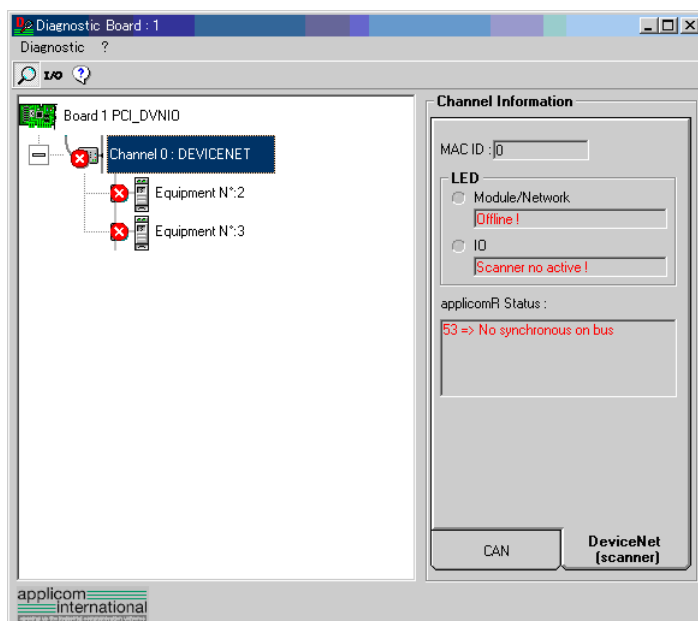 Diagnostic Board : 1
Diagnostic ?
I/O
Board 1 PCI_DVNIO
Channel 0 : DEVICENET
Equipment N°:2
Equipment N°:3
Channel Information
MAC ID : 0
LED
Module/Network
Offline !
IO
Scanner no active !
applicomR Status :
53 => No synchronous on bus
CAN
DeviceNet
(scanner)
applicom
international